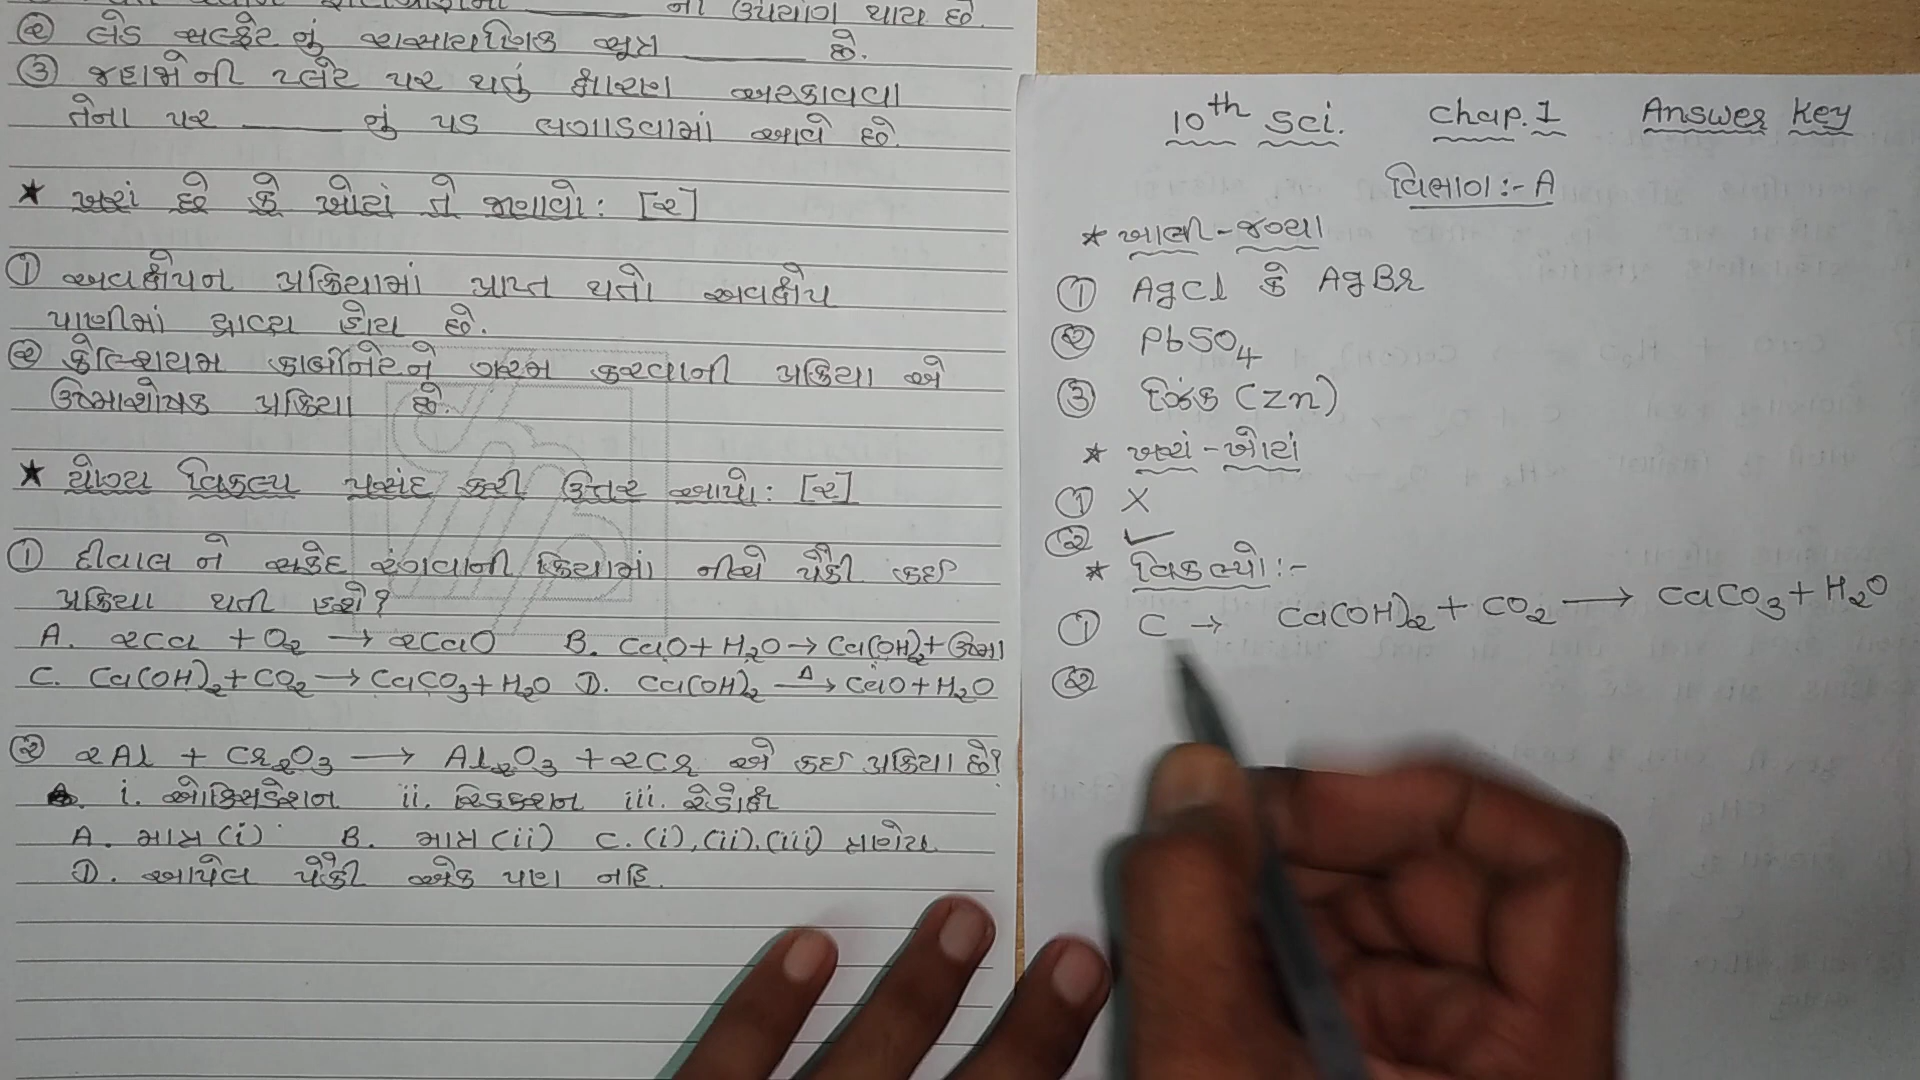 નો ઉપયોગ થાય છે.
② લેડ સલ્ફેટ નું રાસાયણિક સૂત્ર ______ છે.
③ જહાજની પ્લેટ પર થતું ક્ષારણ અટકાવવા
તેના પર ______ નું પડ લગાડવામાં આવે છે.
★ ખરાં છે કે ખોટાં તે જણાવો: [૨]
① અવક્ષેપન પ્રક્રિયામાં પ્રાપ્ત થતો અવક્ષેપ
પાણીમાં દ્રાવ્ય હોય છે.
② કેલ્શિયમ કાર્બોનેટને ગરમ કરવાની પ્રક્રિયા એ
ઉષ્માશોષક પ્રક્રિયા છે.
★ યોગ્ય વિકલ્પ પસંદ કરી ઉત્તર આપો: [૨]
① દીવાલ ને સફેદ રંગવાની ક્રિયામાં નીચે પૈકી કઈ
પ્રક્રિયા થતી હશે?
A. 2Ca + O₂ → 2CaO B. CaO + H₂O → Ca(OH)₂ + ઉષ્મા
C. Ca(OH)₂ + CO₂ → CaCO₃ + H₂O D. Ca(OH)₂ —Δ→ CaO + H₂O
② 2Al + Cr₂O₃ → Al₂O₃ + 2Cr એ કઈ પ્રક્રિયા છે?
i. ઓક્સિડેશન ii. રિડક્શન iii. રેડોક્ષ
A. માત્ર (i) B. માત્ર (ii) C. (i), (ii), (iii) ત્રણેય
D. આપેલ પૈકી એક પણ નહિ.
10th Sci. Chap. 1 Answer Key
વિભાગ :- A
★ ખાલી - જગ્યા
① AgCl કે AgBr
② PbSO₄
③ ઝિંક (Zn)
★ ખરાં - ખોટાં
① X
② ✓
★ વિકલ્પો :-
① C → Ca(OH)₂ + CO₂ → CaCO₃ + H₂O
②